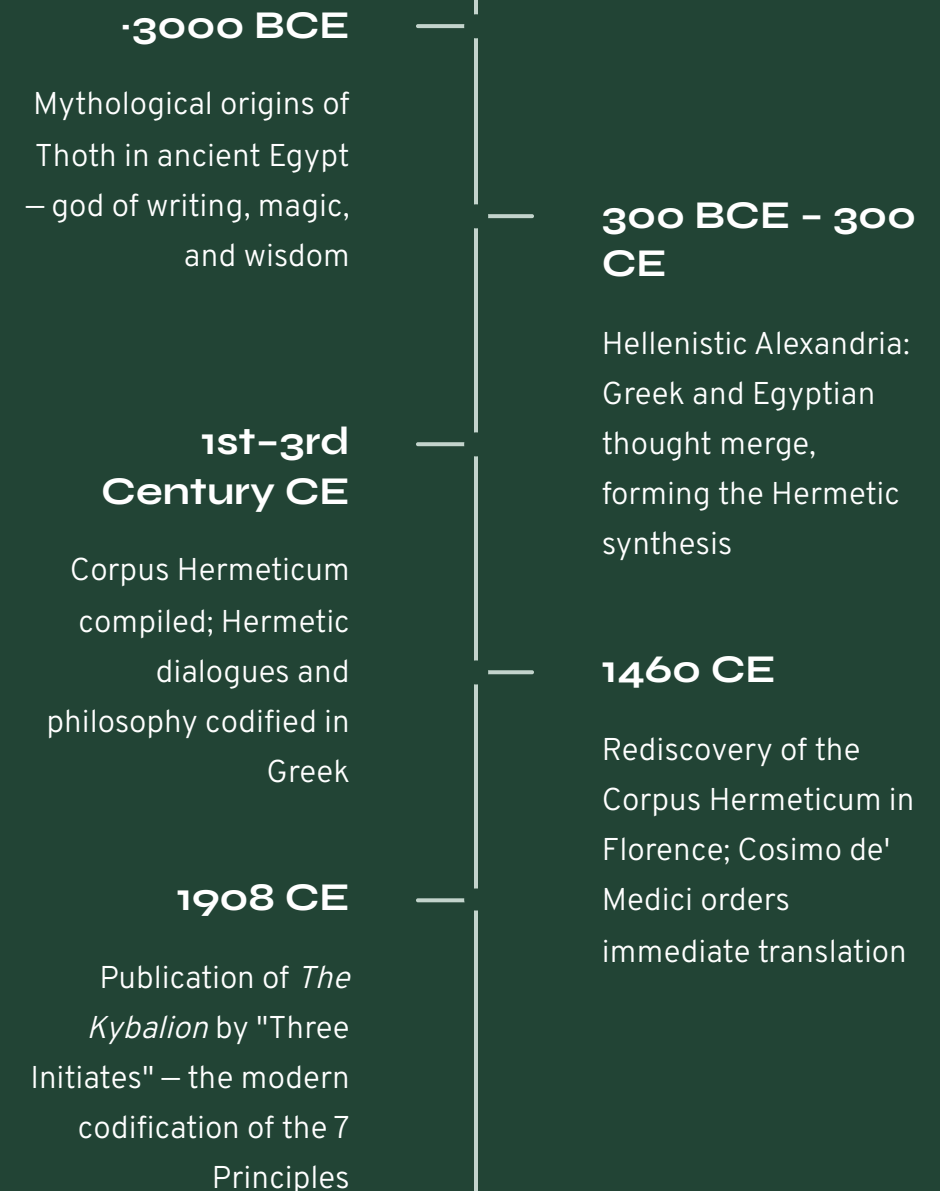 ·3000 BCE
Mythological origins of
Thoth in ancient Egypt
— god of writing, magic,
and wisdom
300 BCE – 300
CE
Hellenistic Alexandria:
Greek and Egyptian
thought merge,
forming the Hermetic
synthesis
1st–3rd
Century CE
Corpus Hermeticum
compiled; Hermetic
dialogues and
philosophy codified in
Greek
1460 CE
Rediscovery of the
Corpus Hermeticum in
Florence; Cosimo de'
Medici orders
immediate translation
1908 CE
Publication of The
Kybalion by "Three
Initiates" — the modern
codification of the 7
Principles